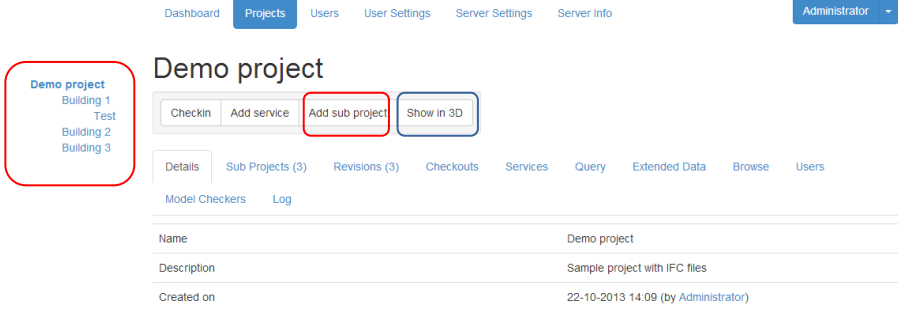 Dashboard Projects Users User Settings Server Settings Server Info Administrator
Demo project
Building 1
Test
Building 2
Building 3
Demo project
Checkin Add service Add sub project Show in 3D
Details Sub Projects (3) Revisions (3) Checkouts Services Query Extended Data Browse Users
Model Checkers Log
Name Demo project
Description Sample project with IFC files
Created on 22-10-2013 14:09 (by Administrator)